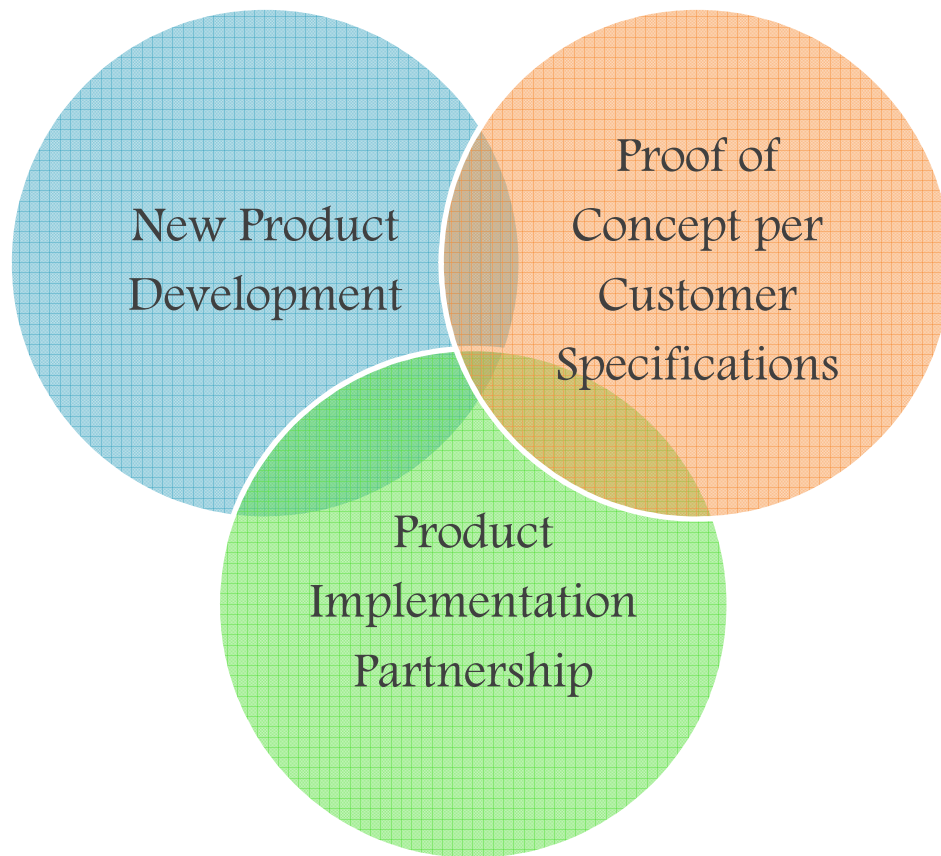 New Product
Development
Proof of
Concept per
Customer
Specifications
Product
Implementation
Partnership